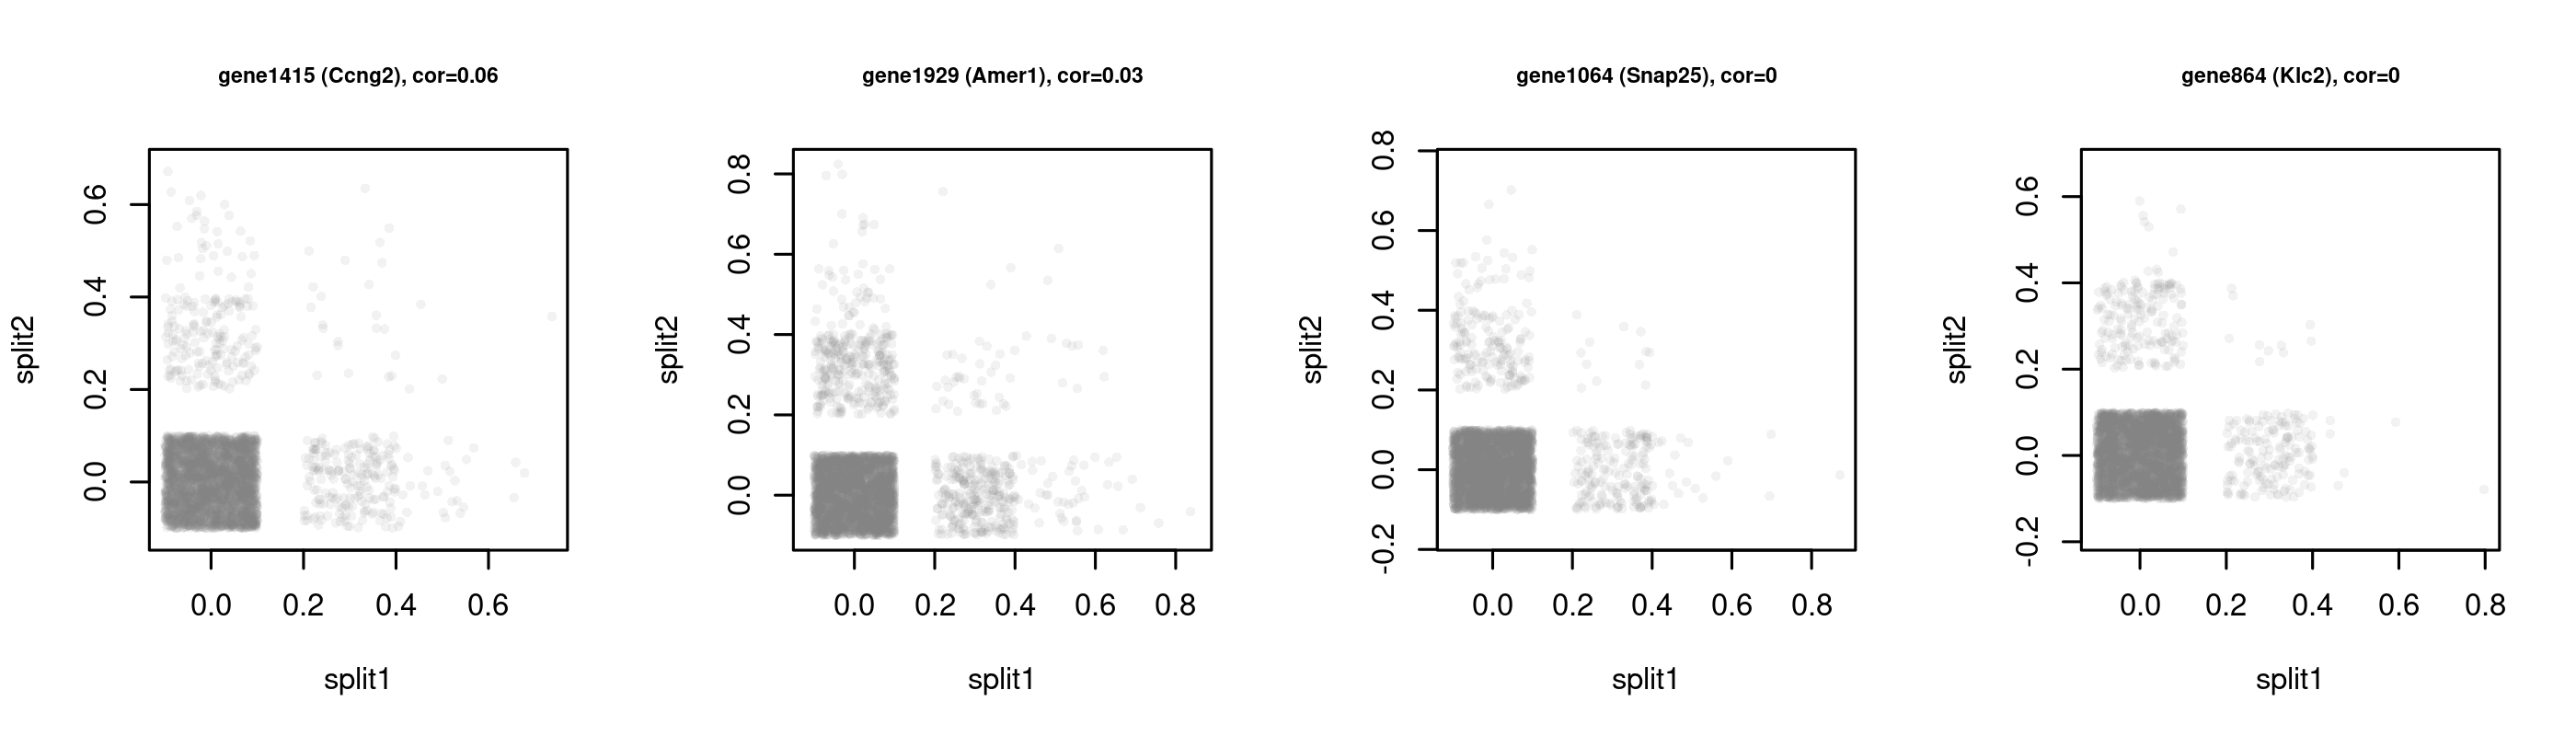 gene1415 (Ccng2), cor=0.06
split2
0.0 0.2 0.4 0.6
0.0 0.2 0.4 0.6
split1
gene1929 (Amer1), cor=0.03
split2
0.0 0.2 0.4 0.6 0.8
0.0 0.2 0.4 0.6 0.8
split1
gene1064 (Snap25), cor=0
split2
-0.2 0.0 0.2 0.4 0.6 0.8
0.0 0.2 0.4 0.6 0.8
split1
gene864 (Klc2), cor=0
split2
-0.2 0.0 0.2 0.4 0.6
0.0 0.2 0.4 0.6 0.8
split1